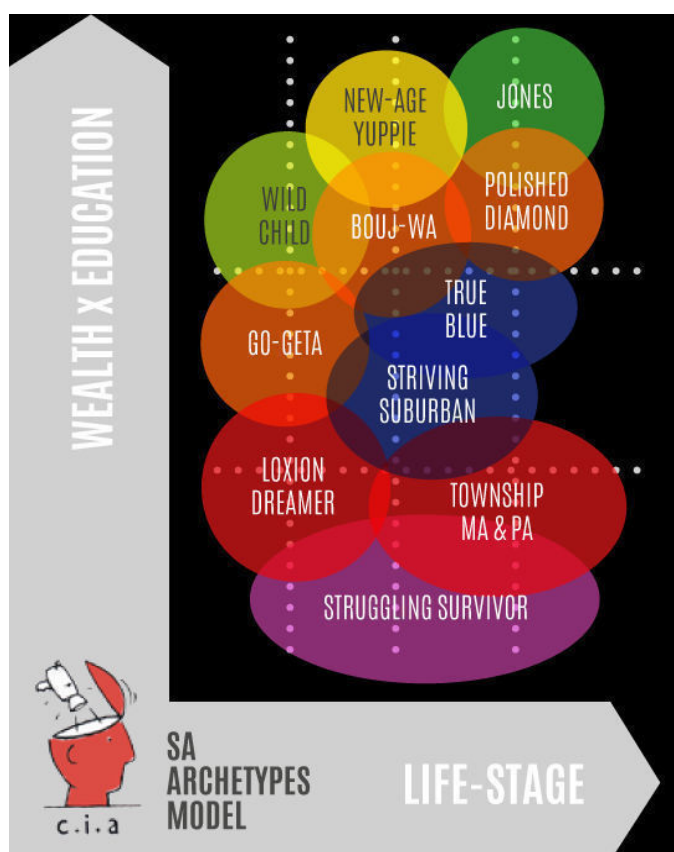 WEALTH X EDUCATION
NEW-AGE
YUPPIE
JONES
WILD
CHILD
BOUJ-WA
POLISHED
DIAMOND
TRUE
BLUE
GO-GETA
STRIVING
SUBURBAN
LOXION
DREAMER
TOWNSHIP
MA & PA
STRUGGLING SURVIVOR
c.i.a
SA
ARCHETYPES
MODEL
LIFE-STAGE